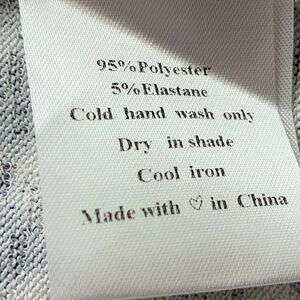 95%Polyester
5%Elastane
Cold hand wash only
Dry in shade
Cool iron
Made with ♡ in China